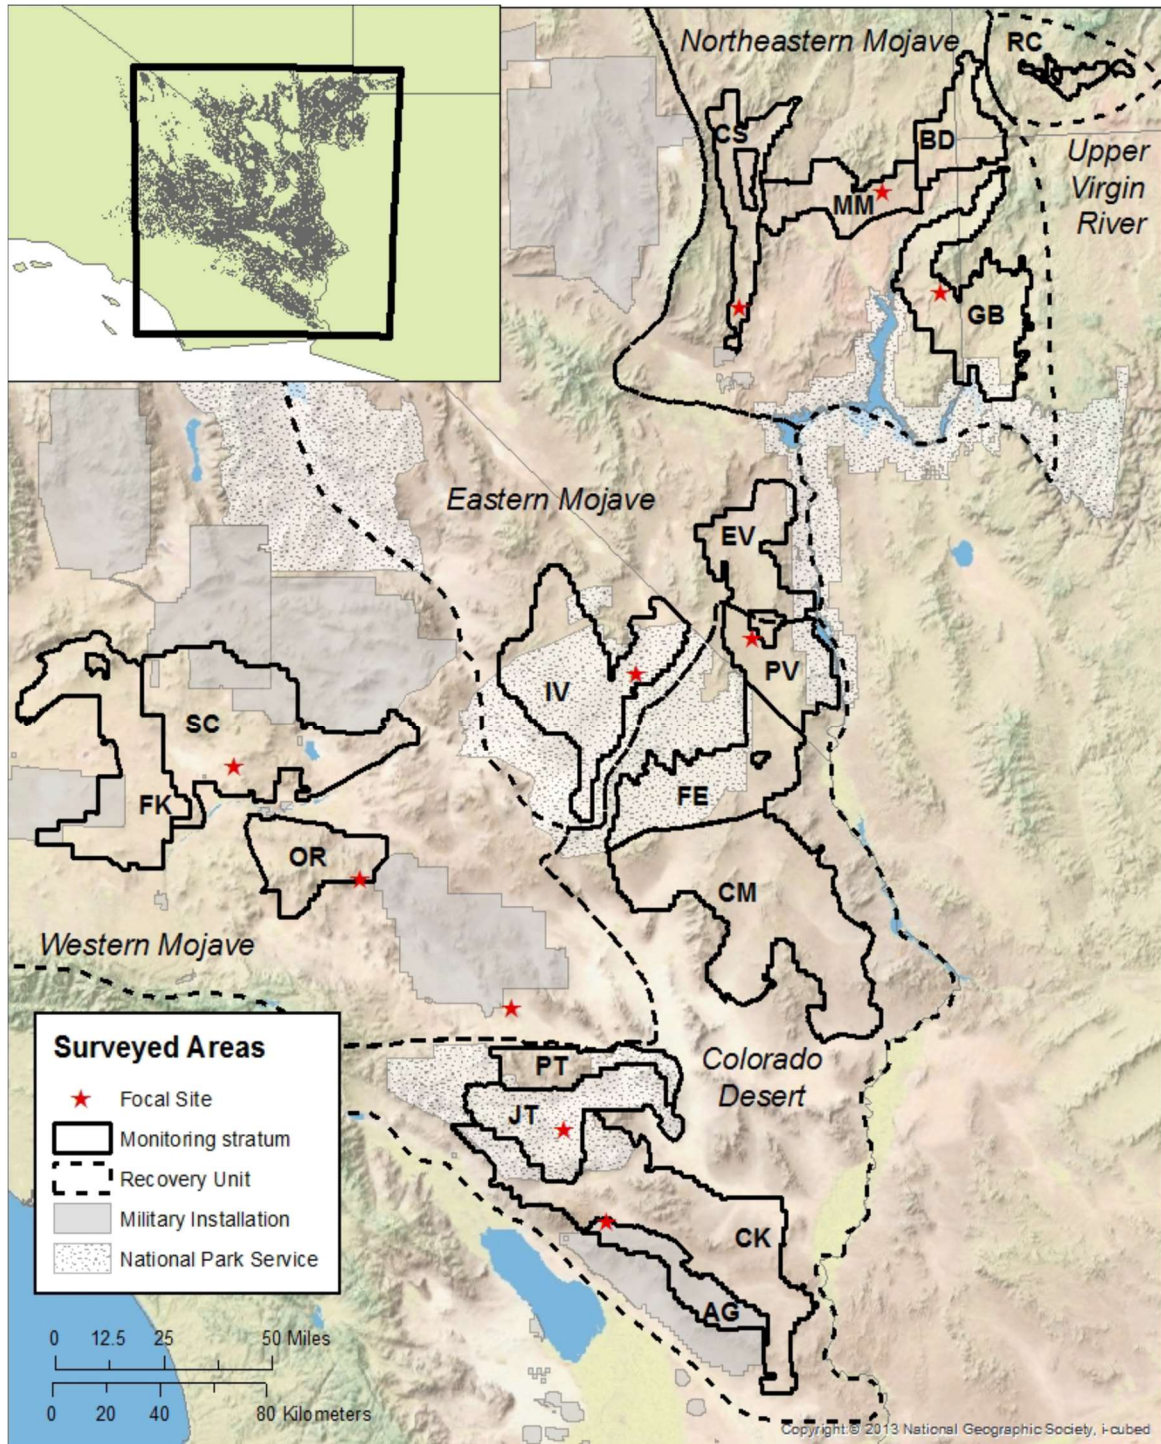 Northeastern Mojave
RC
CS
BD
Upper
Virgin
River
MM
GB
Eastern Mojave
EV
IV
PV
SC
FK
FE
OR
CM
Western Mojave
Surveyed Areas
Focal Site
Monitoring stratum
Recovery Unit
Military Installation
National Park Service
PT
Colorado
Desert
JT
CK
AG
0 12.5 25 50 Miles
0 20 40 80 Kilometers
Copyright:© 2013 National Geographic Society, i-cubed